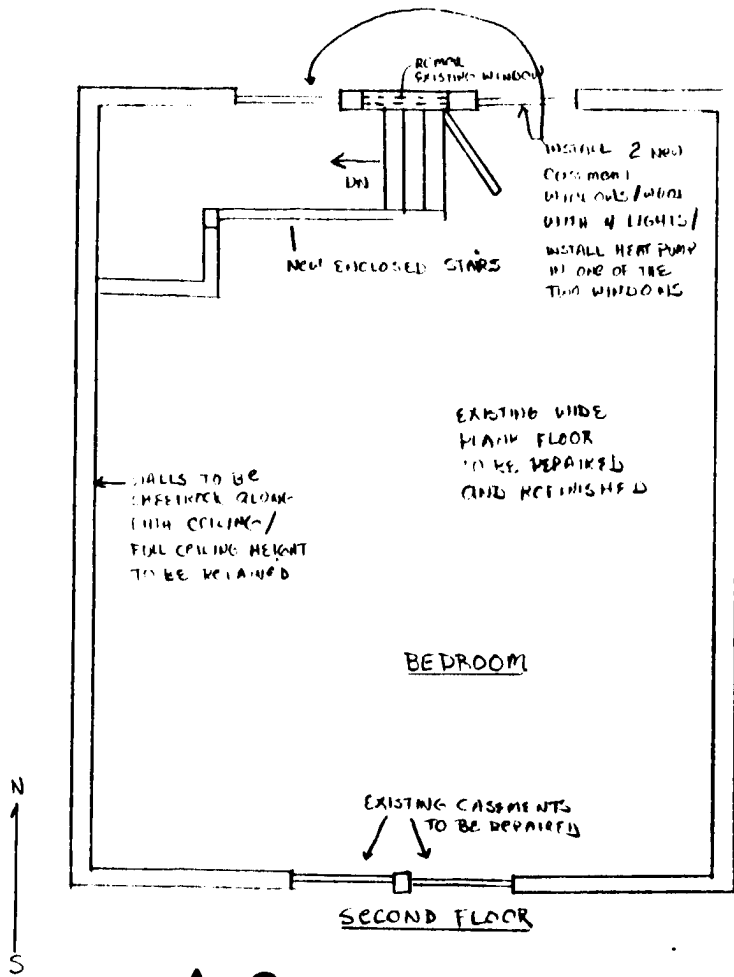 REMOR
EXISTING WINDOW
DN
INSTALL 2 NEW
CASEMENT
WINDOWS/WOOD
WITH 4 LIGHTS/
INSTALL HEAT PUMP
IN ONE OF THE
TWO WINDOWS
NEW ENCLOSED STAIRS
EXISTING WIDE
PLANK FLOOR
TO BE REPAIRED
AND REFINISHED
WALLS TO BE
SHEETROCK ALONG
WITH CEILING/
FULL CEILING HEIGHT
TO BE RETAINED
BEDROOM
N
S
EXISTING CASEMENTS
TO BE REPAIRED
SECOND FLOOR